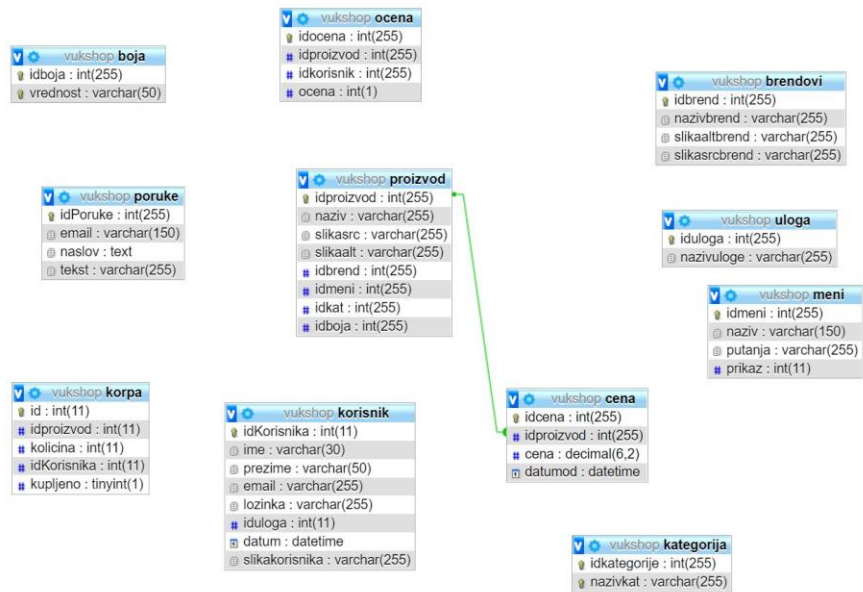 vukshop ocena
idocena : int(255)
idproizvod : int(255)
idkorisnik : int(255)
ocena : int(1)
vukshop boja
idboja : int(255)
vrednost : varchar(50)
vukshop brendovi
idbrend : int(255)
nazivbrend : varchar(255)
slikaaltbrend : varchar(255)
slikasrcbrend : varchar(255)
vukshop poruke
idPoruke : int(255)
email : varchar(150)
naslov : text
tekst : varchar(255)
vukshop proizvod
idproizvod : int(255)
naziv : varchar(255)
slikasrc : varchar(255)
slikaalt : varchar(255)
idbrend : int(255)
idmeni : int(255)
idkat : int(255)
idboja : int(255)
vukshop uloga
iduloga : int(255)
nazivuloge : varchar(255)
vukshop meni
idmeni : int(255)
naziv : varchar(150)
putanja : varchar(255)
prikaz : int(11)
vukshop korpa
id : int(11)
idproizvod : int(11)
kolicina : int(11)
idKorisnika : int(11)
kupljeno : tinyint(1)
vukshop korisnik
idKorisnika : int(11)
ime : varchar(30)
prezime : varchar(50)
email : varchar(255)
lozinka : varchar(255)
iduloga : int(11)
datum : datetime
slikakorisnika : varchar(255)
vukshop cena
idcena : int(255)
idproizvod : int(255)
cena : decimal(6,2)
datumod : datetime
vukshop kategorija
idkategorije : int(255)
nazivkat : varchar(255)